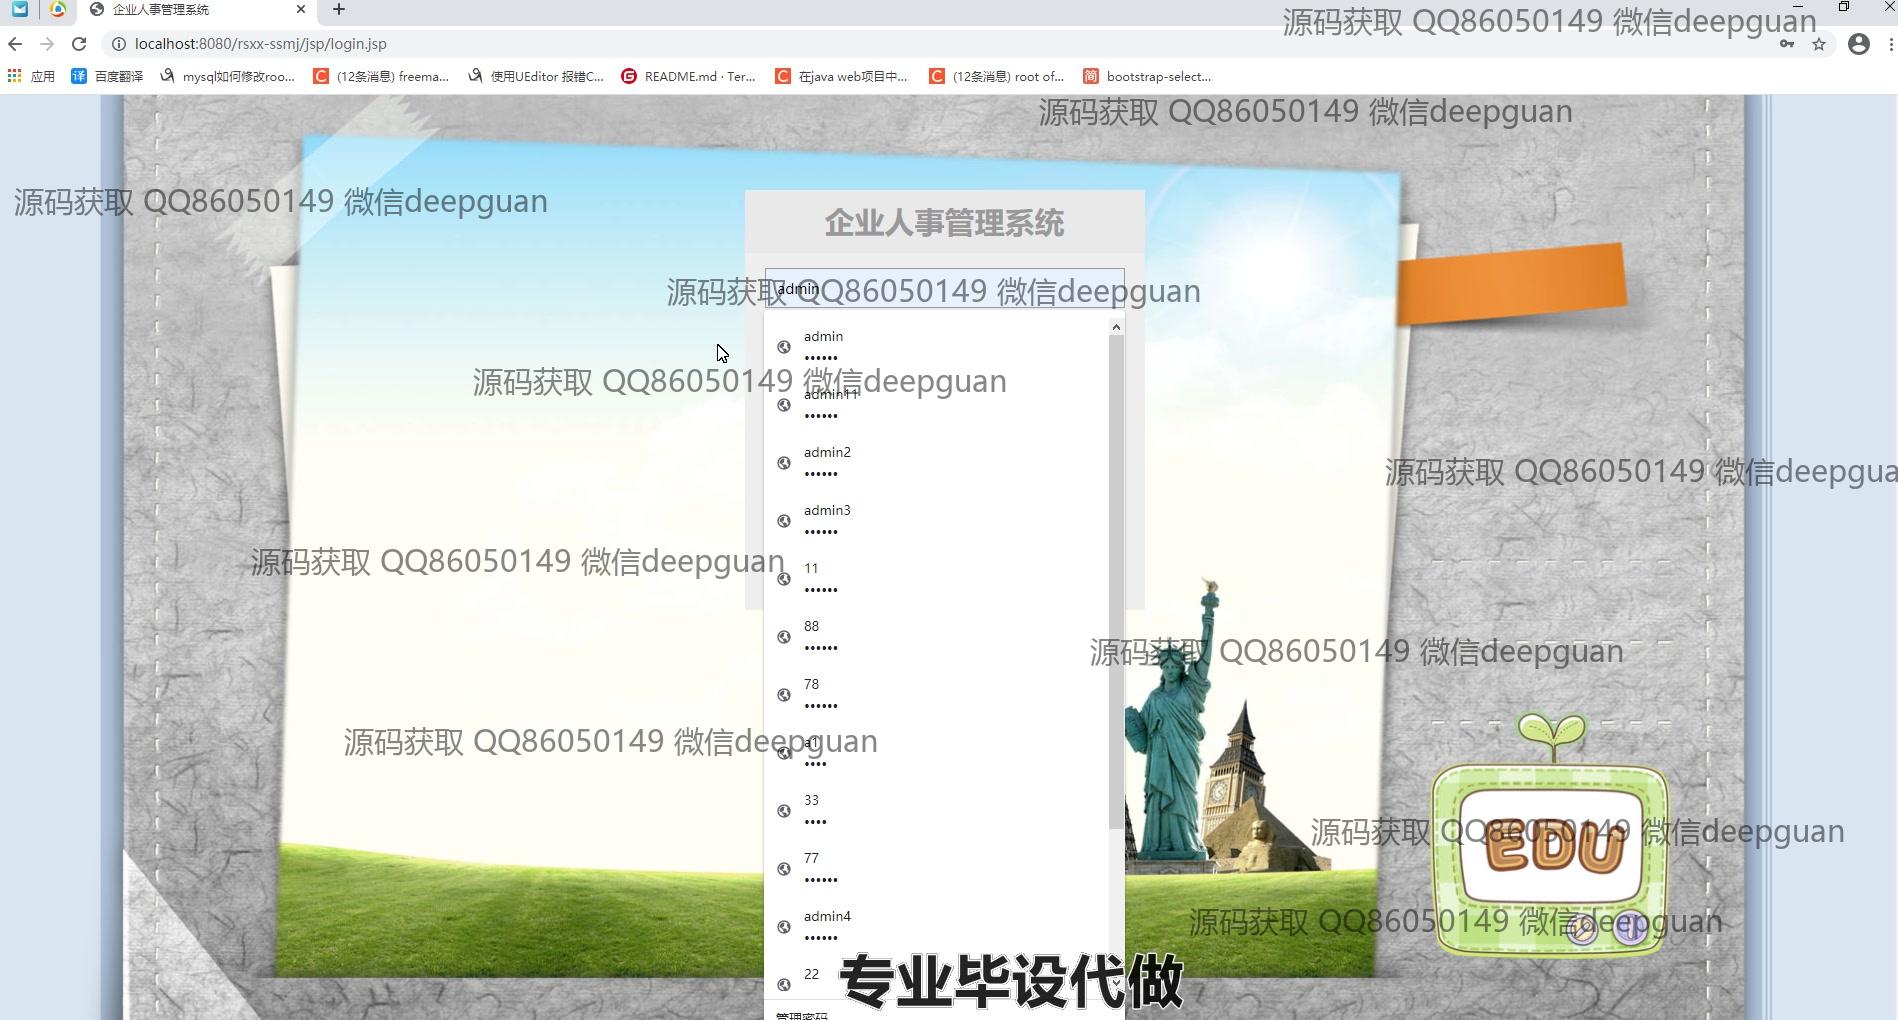 企业人事管理系统
localhost:8080/rsxx-ssmj/jsp/login.jsp
源码获取 QQ86050149 微信deepguan
应用
百度翻译
mysql如何修改roo...
(12条消息) freema...
使用UEditor 报错C...
README.md · Ter...
在java web项目中...
(12条消息) root of...
bootstrap-select...
源码获取 QQ86050149 微信deepguan
源码获取 QQ86050149 微信deepguan
企业人事管理系统
admin
源码获取 QQ86050149 微信deepguan
admin
••••••
源码获取 QQ86050149 微信deepguan
admin11
••••••
admin2
••••••
源码获取 QQ86050149 微信deepgua
admin3
••••••
源码获取 QQ86050149 微信deepguan
11
••••••
88
••••••
源码获取 QQ86050149 微信deepguan
78
••••••
源码获取 QQ86050149 微信deepguan
a1
••••
33
••••
源码获取 QQ86050149 微信deepguan
EDU
77
••••••
admin4
••••••
源码获取 QQ86050149 微信deepguan
22
专业毕设代做
管理密码